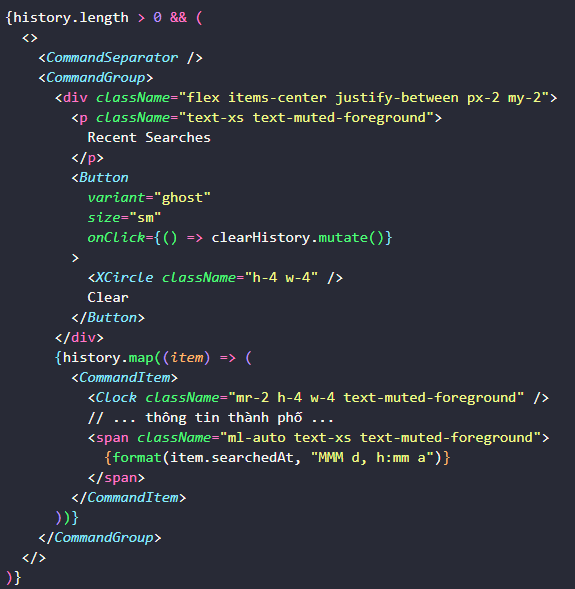 {history.length > 0 && (
<>
<CommandSeparator />
<CommandGroup>
<div className="flex items-center justify-between px-2 my-2">
<p className="text-xs text-muted-foreground">
Recent Searches
</p>
<Button
variant="ghost"
size="sm"
onClick={() => clearHistory.mutate()}
>
<XCircle className="h-4 w-4" />
Clear
</Button>
</div>
{history.map((item) => (
<CommandItem>
<Clock className="mr-2 h-4 w-4 text-muted-foreground" />
// ... thông tin thành phố ...
<span className="ml-auto text-xs text-muted-foreground">
{format(item.searchedAt, "MMM d, h:mm a")}
</span>
</CommandItem>
))}
</CommandGroup>
</>
)}